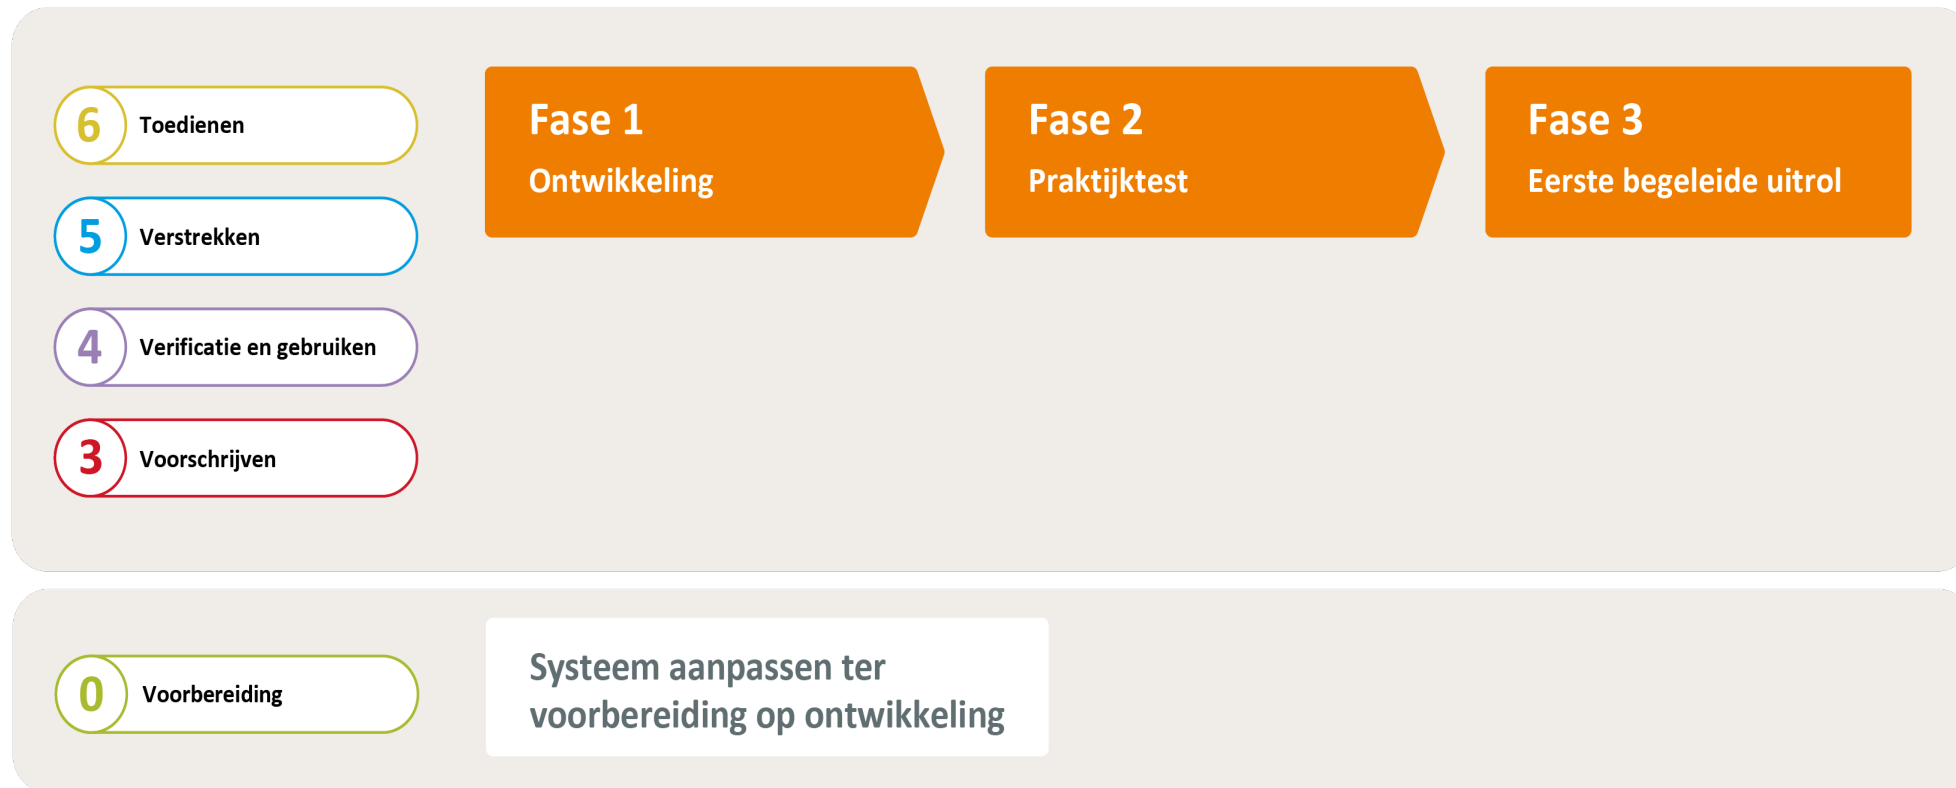 6 Toedienen
5 Verstrekken
4 Verificatie en gebruiken
3 Voorschrijven
Fase 1
Ontwikkeling
Fase 2
Praktijktest
Fase 3
Eerste begeleide uitrol
0 Voorbereiding
Systeem aanpassen ter
voorbereiding op ontwikkeling